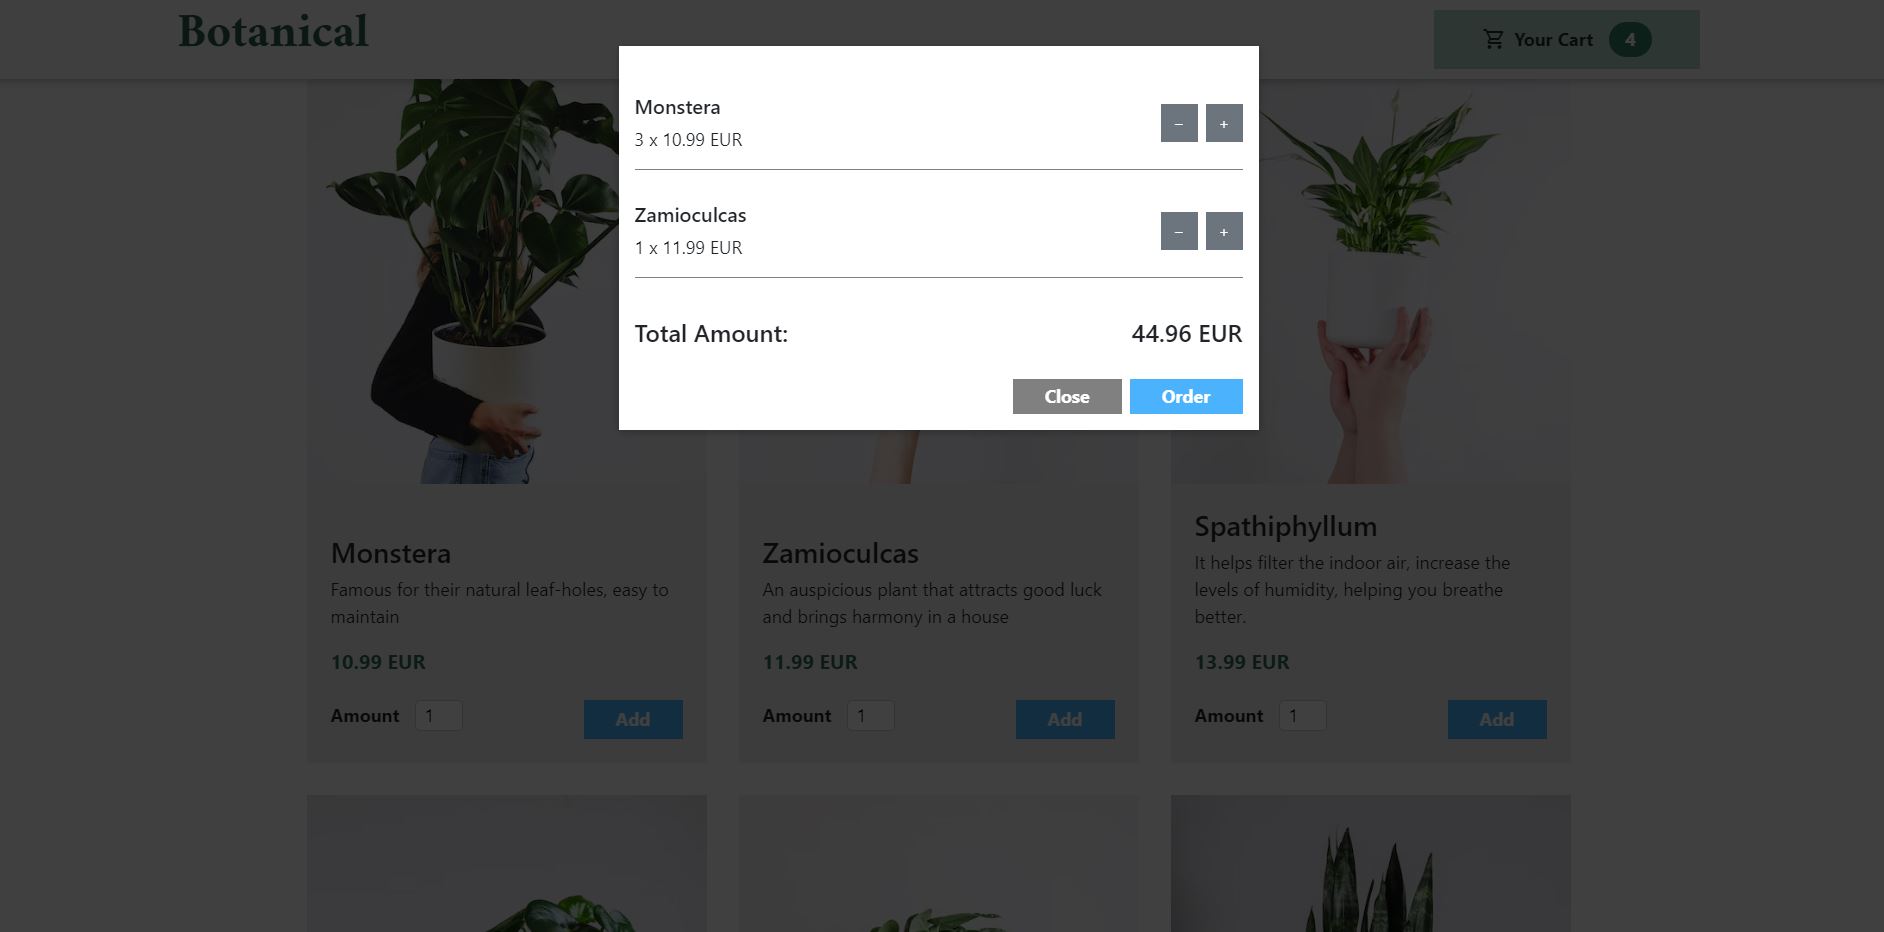 Botanical
Your Cart 4
Monstera
3 x 10.99 EUR
− +
Zamioculcas
1 x 11.99 EUR
− +
Total Amount: 44.96 EUR
Close Order
Monstera
Famous for their natural leaf-holes, easy to
maintain
10.99 EUR
Amount 1 Add
Zamioculcas
An auspicious plant that attracts good luck
and brings harmony in a house
11.99 EUR
Amount 1 Add
Spathiphyllum
It helps filter the indoor air, increase the
levels of humidity, helping you breathe
better.
13.99 EUR
Amount 1 Add